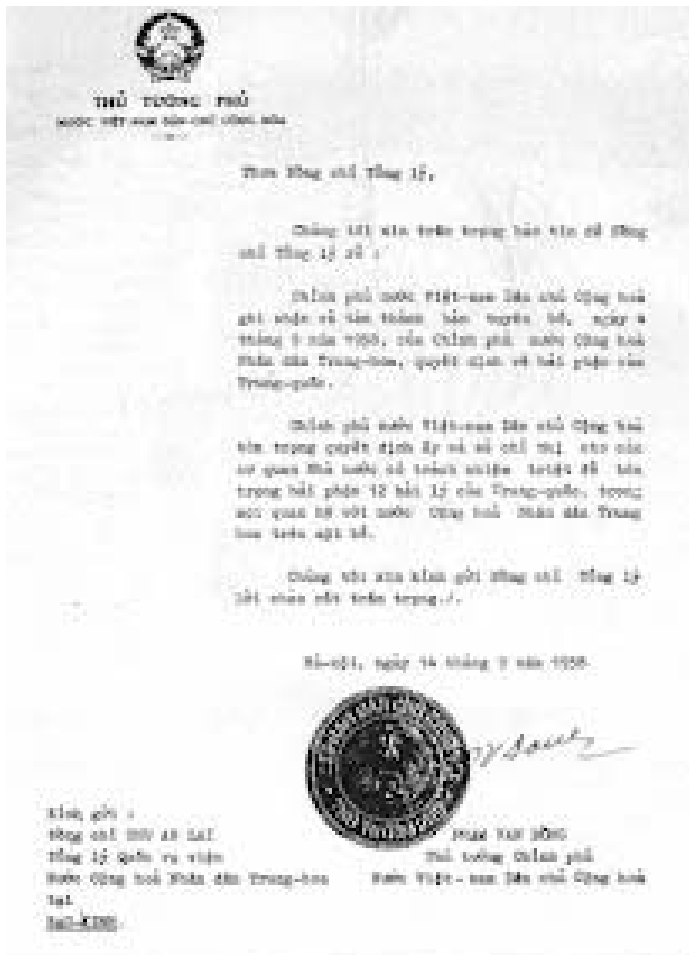 THỦ TƯỚNG PHỦ
NƯỚC VIỆT-NAM DÂN CHỦ CỘNG HÒA
Thưa Đồng chí Tổng lý,
Chúng tôi xin trân trọng báo tin để Đồng
chí Tổng lý rõ :
Chính phủ nước Việt-nam Dân chủ Cộng hoà
ghi nhận và tán thành bản tuyên bố, ngày 4
tháng 9 năm 1958, của Chính phủ nước Cộng hoà
Nhân dân Trung-hoa, quyết định về hải phận của
Trung-quốc.
Chính phủ nước Việt-nam Dân chủ Cộng hoà
tôn trọng quyết định ấy và sẽ chỉ thị cho các
cơ quan Nhà nước có trách nhiệm triệt để tôn
trọng hải phận 12 hải lý của Trung-quốc, trong
mọi quan hệ với nước Cộng hoà Nhân dân Trung
hoa trên mặt bể.
Chúng tôi xin kính gửi Đồng chí Tổng lý
lời chào rất trân trọng./.
Hà-nội, ngày 14 tháng 9 năm 1958
Kính gửi :
Đồng chí CHU AN LAI
Tổng lý Quốc vụ viện
Nước Cộng hoà Nhân dân Trung-hoa
tại
BẮC-KINH.
PHẠM VĂN ĐỒNG
Thủ tướng Chính phủ
Nước Việt-nam Dân chủ Cộng hoà